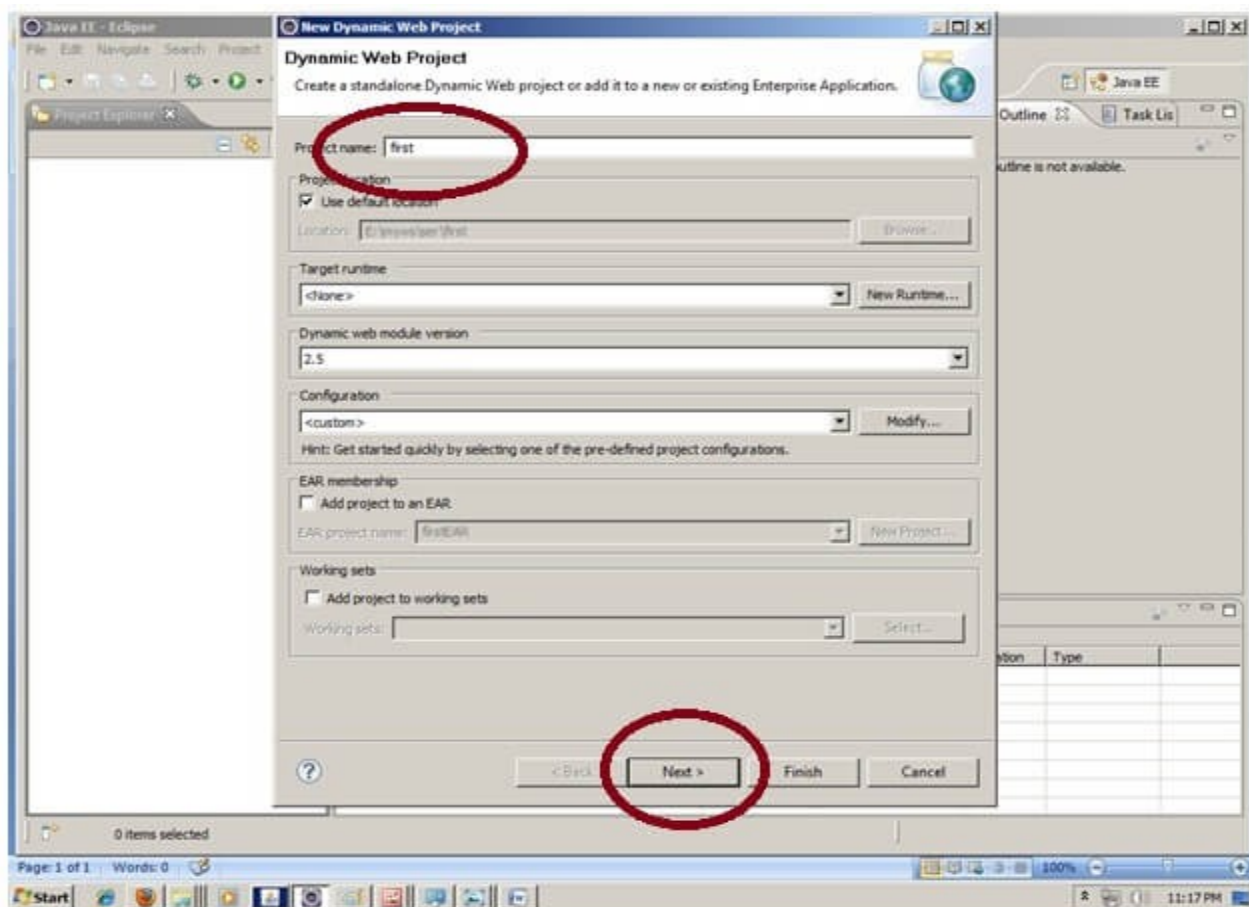 Java EE - Eclipse
New Dynamic Web Project
File Edit Navigate Search Project
Dynamic Web Project
Create a standalone Dynamic Web project or add it to a new or existing Enterprise Application.
Java EE
Project Explorer
Outline
Task Lis
Project name: first
utline is not available.
Project location
Use default location
Location:
Browse...
Target runtime
<None>
New Runtime...
Dynamic web module version
2.5
Configuration
<custom>
Modify...
Hint: Get started quickly by selecting one of the pre-defined project configurations.
EAR membership
Add project to an EAR
EAR project name: firstEAR
New Project...
Working sets
Add project to working sets
Working sets:
Select...
ation Type
< Back
Next >
Finish
Cancel
0 items selected
Page: 1 of 1 Words: 0
100%
Start
11:17 PM